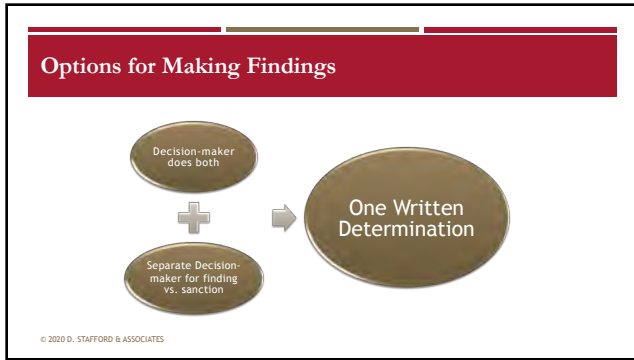 Options for Making Findings
Decision-maker
does both
One Written
Determination
Separate Decision-
maker for finding
vs. sanction
© 2020 D. STAFFORD & ASSOCIATES